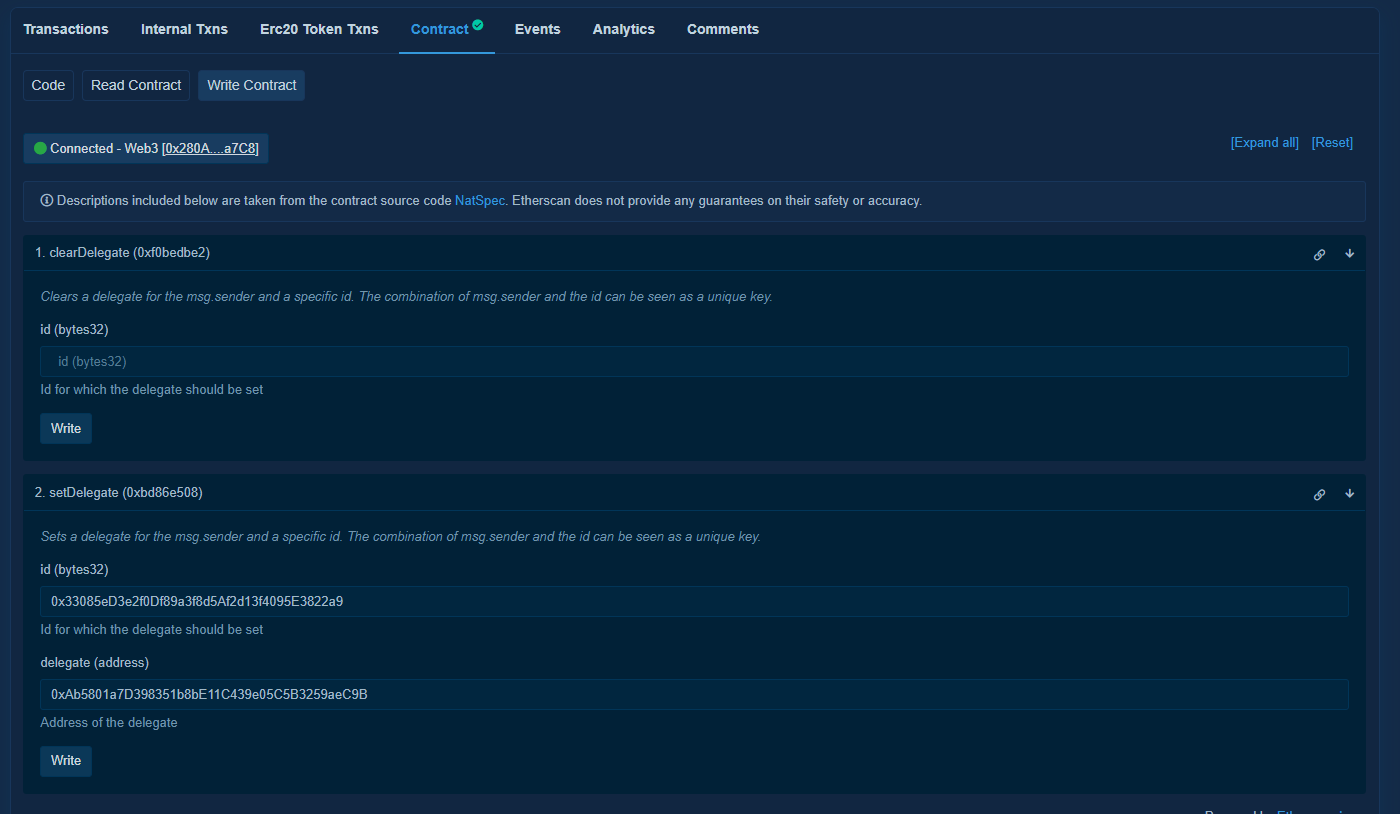 Transactions Internal Txns Erc20 Token Txns Contract Events Analytics Comments
Code Read Contract Write Contract
Connected - Web3 [0x280A....a7C8] [Expand all] [Reset]
Descriptions included below are taken from the contract source code NatSpec. Etherscan does not provide any guarantees on their safety or accuracy.
1. clearDelegate (0xf0bedbe2)
Clears a delegate for the msg.sender and a specific id. The combination of msg.sender and the id can be seen as a unique key.
id (bytes32)
id (bytes32)
Id for which the delegate should be set
Write
2. setDelegate (0xbd86e508)
Sets a delegate for the msg.sender and a specific id. The combination of msg.sender and the id can be seen as a unique key.
id (bytes32)
0x33085eD3e2f0Df89a3f8d5Af2d13f4095E3822a9
Id for which the delegate should be set
delegate (address)
0xAb5801a7D398351b8bE11C439e05C5B3259aeC9B
Address of the delegate
Write